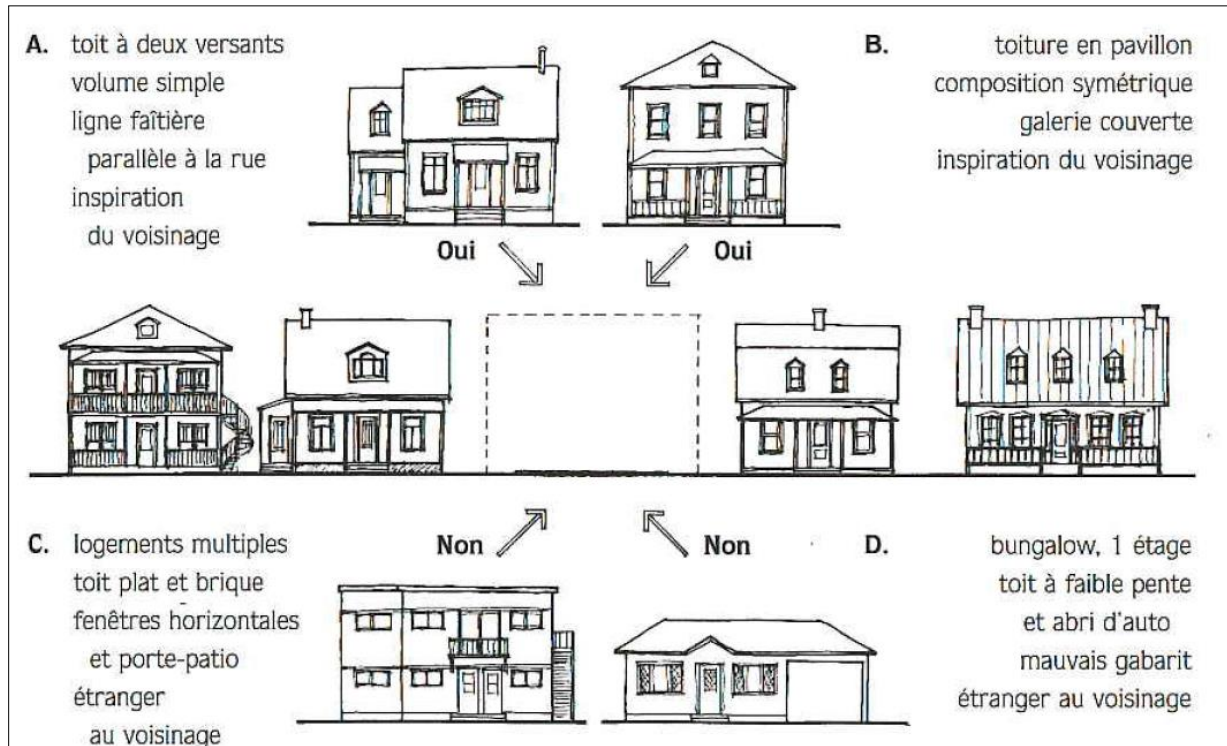 A. toit à deux versants
volume simple
ligne faîtière
parallèle à la rue
inspiration
du voisinage
B. toiture en pavillon
composition symétrique
galerie couverte
inspiration du voisinage
Oui
Oui
Non
Non
C. logements multiples
toit plat et brique
fenêtres horizontales
et porte-patio
étranger
au voisinage
D. bungalow, 1 étage
toit à faible pente
et abri d'auto
mauvais gabarit
étranger au voisinage